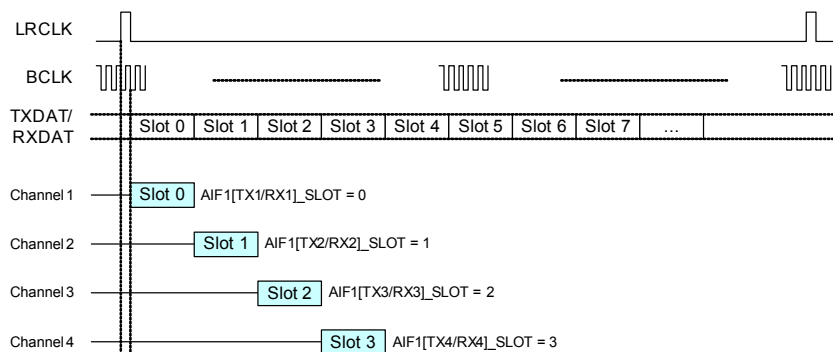 LRCLK
BCLK
TXDAT/
RXDAT
Slot 0 Slot 1 Slot 2 Slot 3 Slot 4 Slot 5 Slot 6 Slot 7 ...
Channel 1 Slot 0 AIF1[TX1/RX1]_SLOT = 0
Channel 2 Slot 1 AIF1[TX2/RX2]_SLOT = 1
Channel 3 Slot 2 AIF1[TX3/RX3]_SLOT = 2
Channel 4 Slot 3 AIF1[TX4/RX4]_SLOT = 3